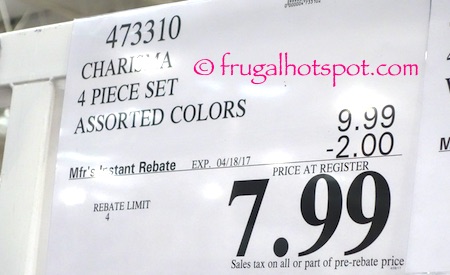 473310
CHARISMA
© frugalhotspot.com
4 PIECE SET
ASSORTED COLORS
9.99
-2.00
Mfr's Instant Rebate EXP. 04/18/17
PRICE AT REGISTER
REBATE LIMIT
4
7.99
Sales tax on all or part of pre-rebate price